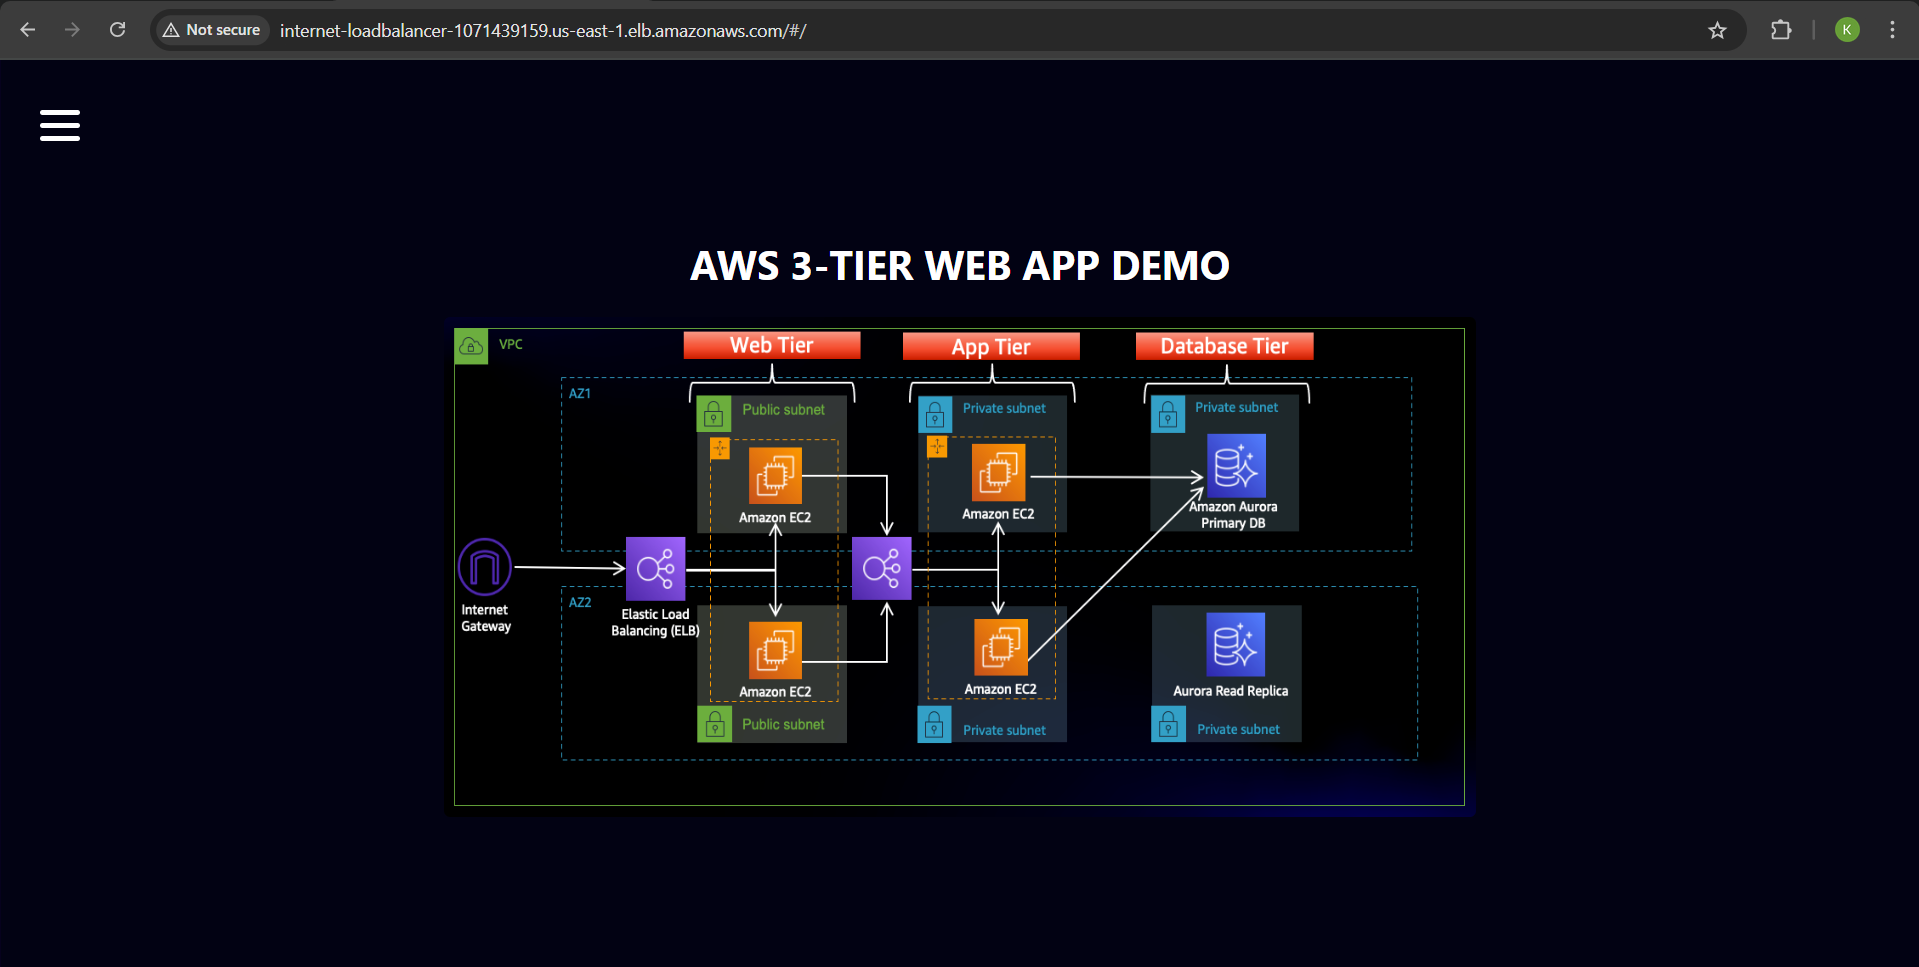 Not secure
internet-loadbalancer-1071439159.us-east-1.elb.amazonaws.com/#/
K
AWS 3-TIER WEB APP DEMO
VPC
Web Tier
App Tier
Database Tier
AZ1
Public subnet
Private subnet
Private subnet
Amazon EC2
Amazon EC2
Amazon Aurora
Primary DB
Internet
Gateway
Elastic Load
Balancing (ELB)
AZ2
Amazon EC2
Amazon EC2
Aurora Read Replica
Public subnet
Private subnet
Private subnet